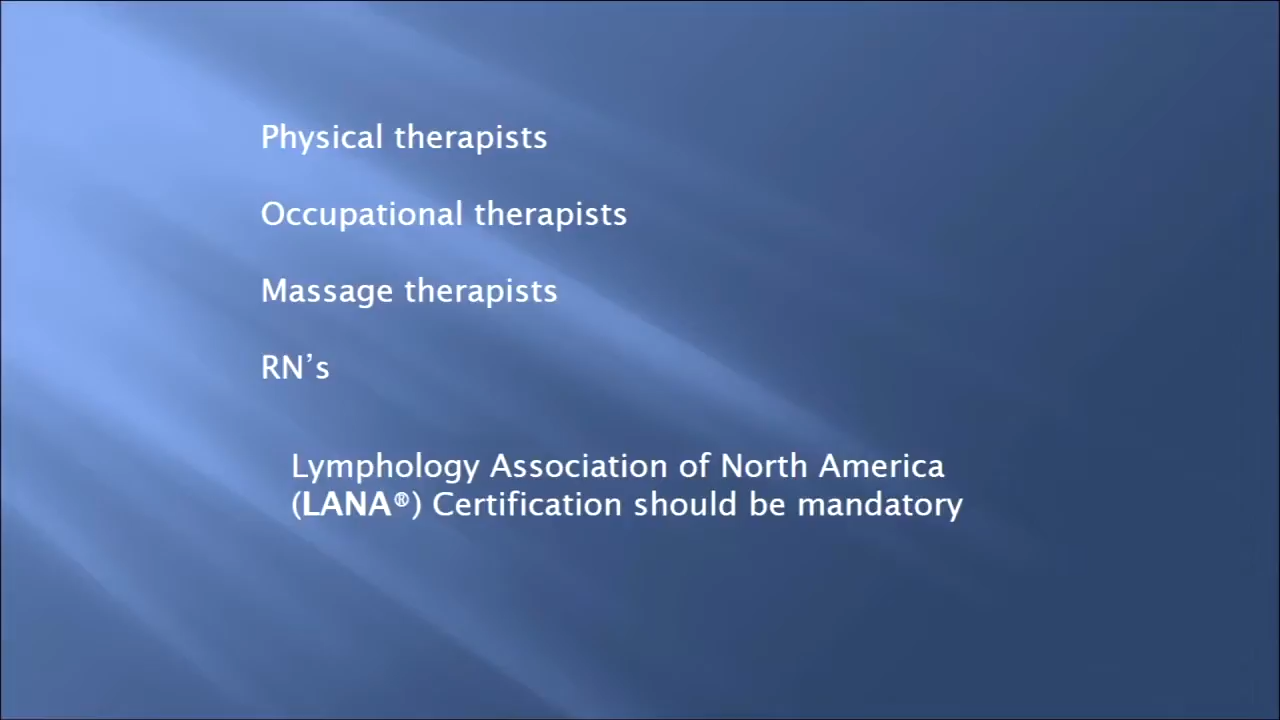 Physical therapists
Occupational therapists
Massage therapists
RN’s
Lymphology Association of North America
(LANA®) Certification should be mandatory